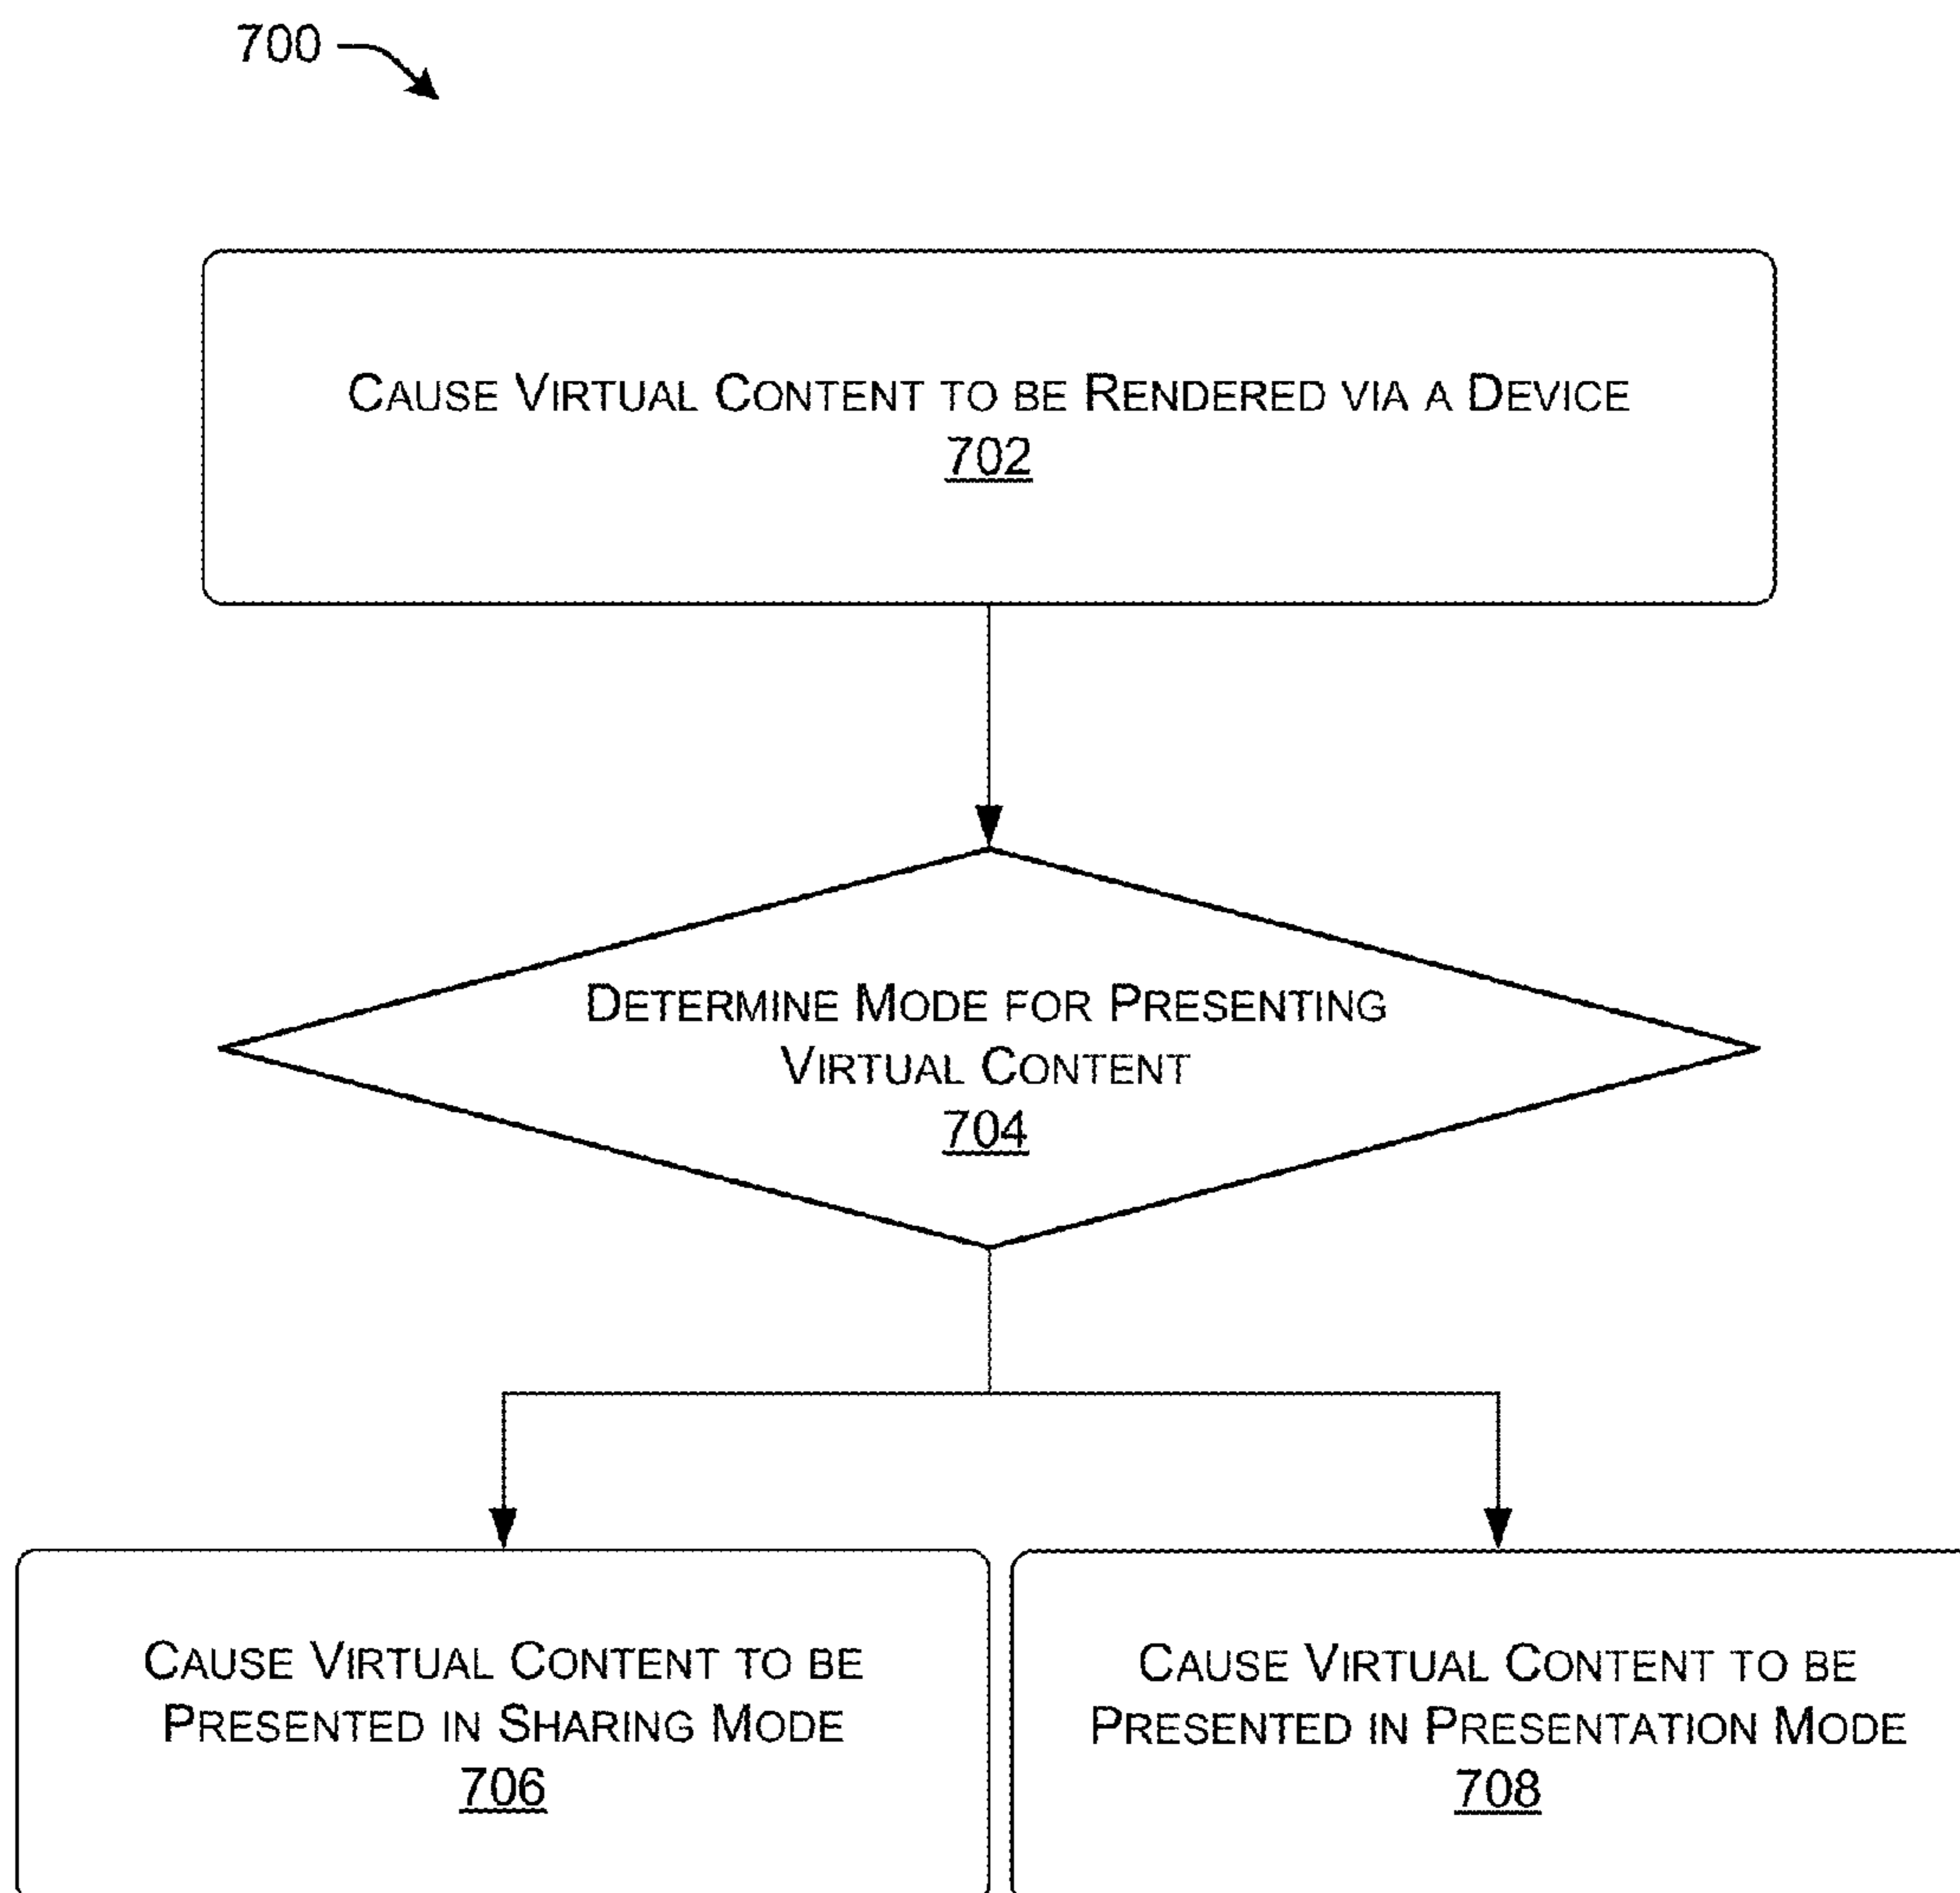 700
CAUSE VIRTUAL CONTENT TO BE RENDERED VIA A DEVICE
702
DETERMINE MODE FOR PRESENTING
VIRTUAL CONTENT
704
CAUSE VIRTUAL CONTENT TO BE
PRESENTED IN SHARING MODE
706
CAUSE VIRTUAL CONTENT TO BE
PRESENTED IN PRESENTATION MODE
708